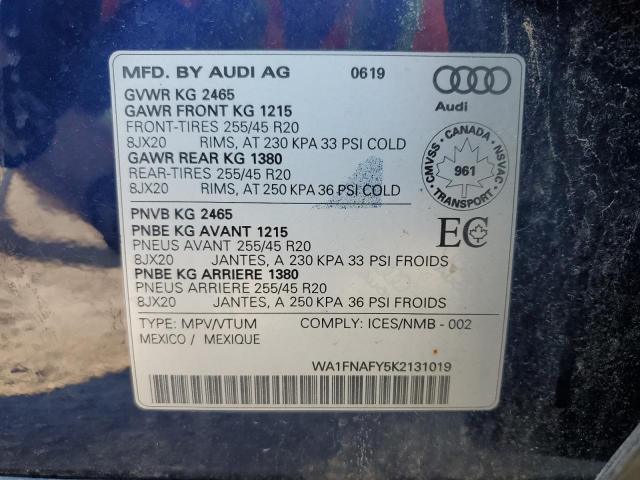 MFD. BY AUDI AG 0619
Audi
GVWR KG 2465
GAWR FRONT KG 1215
FRONT-TIRES 255/45 R20
8JX20 RIMS, AT 230 KPA 33 PSI COLD
GAWR REAR KG 1380
REAR-TIRES 255/45 R20
8JX20 RIMS, AT 250 KPA 36 PSI COLD
CMVSS - CANADA - NSVAC
961
TRANSPORT
PNVB KG 2465
PNBE KG AVANT 1215
PNEUS AVANT 255/45 R20
8JX20 JANTES, A 230 KPA 33 PSI FROIDS
PNBE KG ARRIERE 1380
PNEUS ARRIERE 255/45 R20
8JX20 JANTES, A 250 KPA 36 PSI FROIDS
EC
TYPE: MPV/VTUM COMPLY: ICES/NMB - 002
MEXICO / MEXIQUE
WA1FNAFY5K2131019